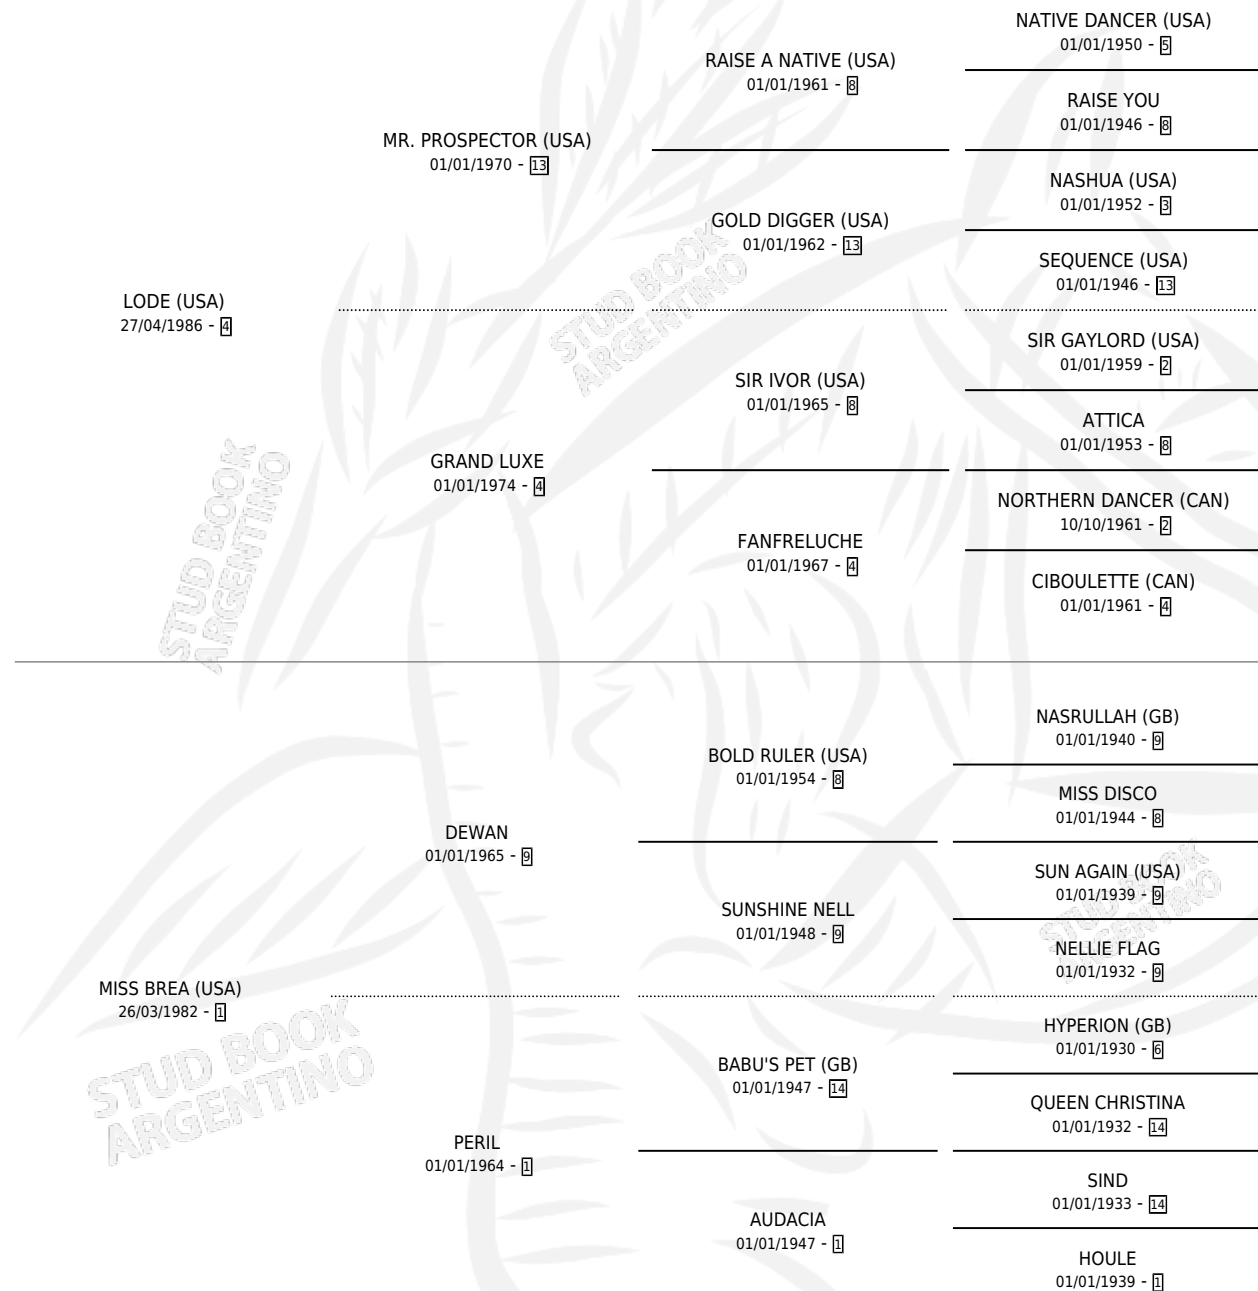 NATIVE DANCER (USA)
01/01/1950 - 5
RAISE A NATIVE (USA)
01/01/1961 - 8
RAISE YOU
01/01/1946 - 8
MR. PROSPECTOR (USA)
01/01/1970 - 13
NASHUA (USA)
01/01/1952 - 3
GOLD DIGGER (USA)
01/01/1962 - 13
SEQUENCE (USA)
01/01/1946 - 13
LODE (USA)
27/04/1986 - 4
SIR GAYLORD (USA)
01/01/1959 - 2
SIR IVOR (USA)
01/01/1965 - 8
ATTICA
01/01/1953 - 8
GRAND LUXE
01/01/1974 - 4
NORTHERN DANCER (CAN)
10/10/1961 - 2
FANFRELUCHE
01/01/1967 - 4
CIBOULETTE (CAN)
01/01/1961 - 4
NASRULLAH (GB)
01/01/1940 - 9
BOLD RULER (USA)
01/01/1954 - 8
MISS DISCO
01/01/1944 - 8
DEWAN
01/01/1965 - 9
SUN AGAIN (USA)
01/01/1939 - 9
SUNSHINE NELL
01/01/1948 - 9
NELLIE FLAG
01/01/1932 - 9
MISS BREA (USA)
26/03/1982 - 1
HYPERION (GB)
01/01/1930 - 6
BABU'S PET (GB)
01/01/1947 - 14
QUEEN CHRISTINA
01/01/1932 - 14
PERIL
01/01/1964 - 1
SIND
01/01/1933 - 14
AUDACIA
01/01/1947 - 1
HOULE
01/01/1939 - 1
STUD BOOK
ARGENTINO
STUD BOOK
ARGENTINO
STUD BOOK
ARGENTINO
STUD BOOK
ARGENTINO